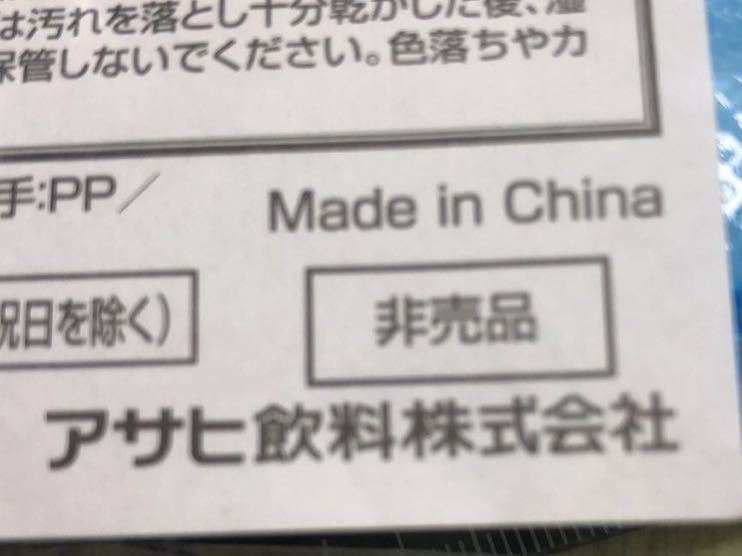 は汚れを落とし十分乾かした後、湿
保管しないでください。色落ちやカ
手:PP／
Made in China
祝日を除く)
非売品
アサヒ飲料株式会社